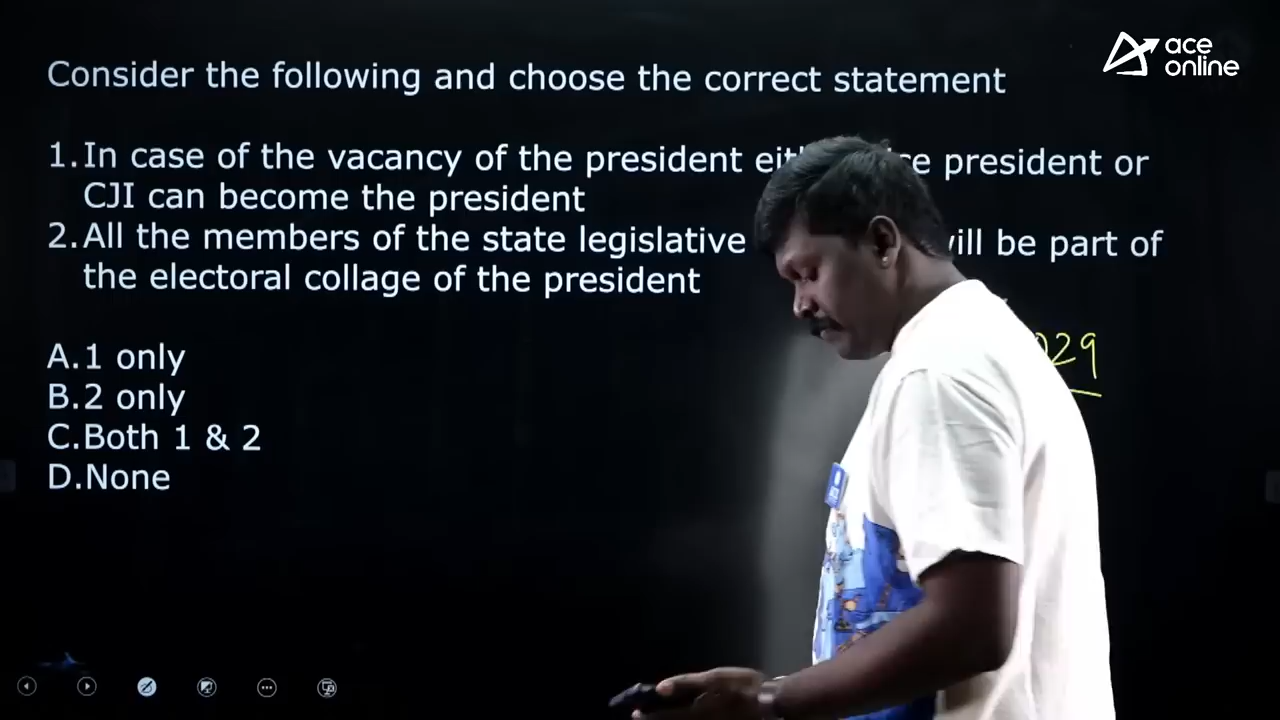 ace
online
Consider the following and choose the correct statement
1.In case of the vacancy of the president president or
CJI can become the president
2.All the members of the state legislative will be part of
the electoral collage of the president
29
A.1 only
B.2 only
C.Both 1 & 2
D.None